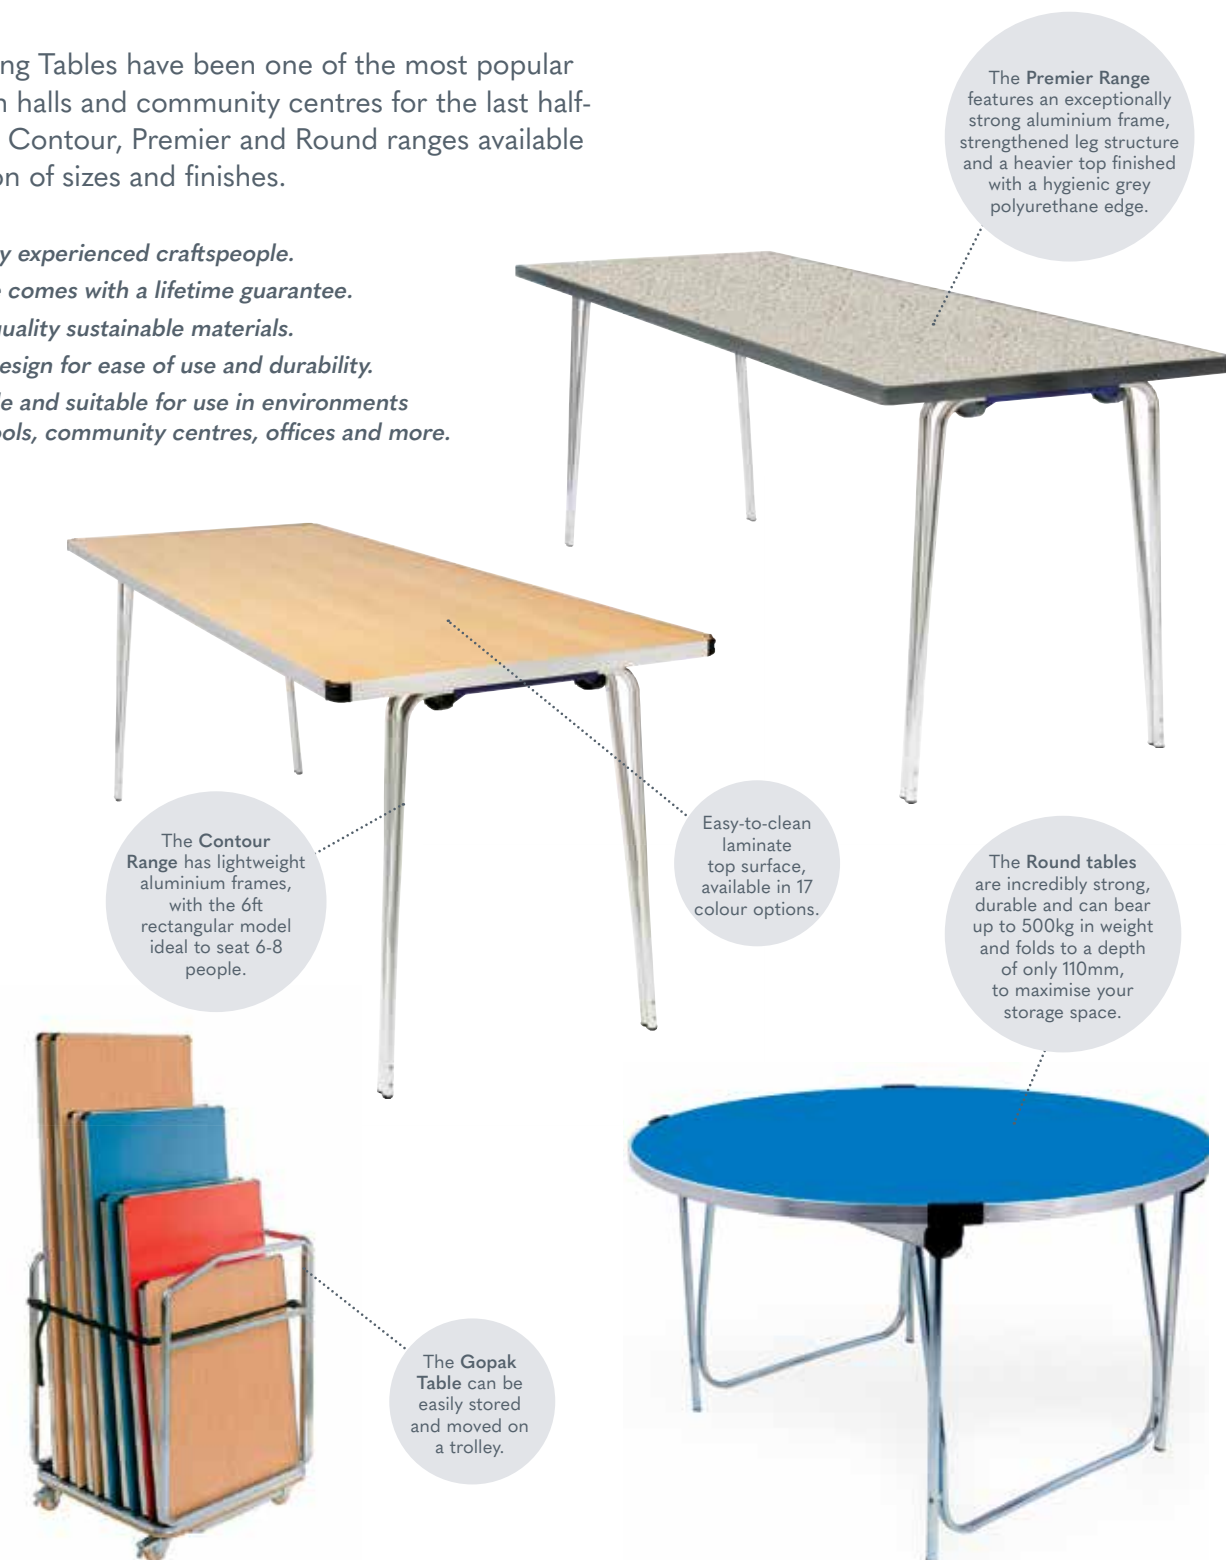 ng Tables have been one of the most popular
halls and community centres for the last half-
Contour, Premier and Round ranges available
on of sizes and finishes.
y experienced craftspeople.
comes with a lifetime guarantee.
uality sustainable materials.
esign for ease of use and durability.
le and suitable for use in environments
ols, community centres, offices and more.
The Premier Range
features an exceptionally
strong aluminium frame,
strengthened leg structure
and a heavier top finished
with a hygienic grey
polyurethane edge.
The Contour
Range has lightweight
aluminium frames,
with the 6ft
rectangular model
ideal to seat 6-8
people.
Easy-to-clean
laminate
top surface,
available in 17
colour options.
The Round tables
are incredibly strong,
durable and can bear
up to 500kg in weight
and folds to a depth
of only 110mm,
to maximise your
storage space.
The Gopak
Table can be
easily stored
and moved on
a trolley.